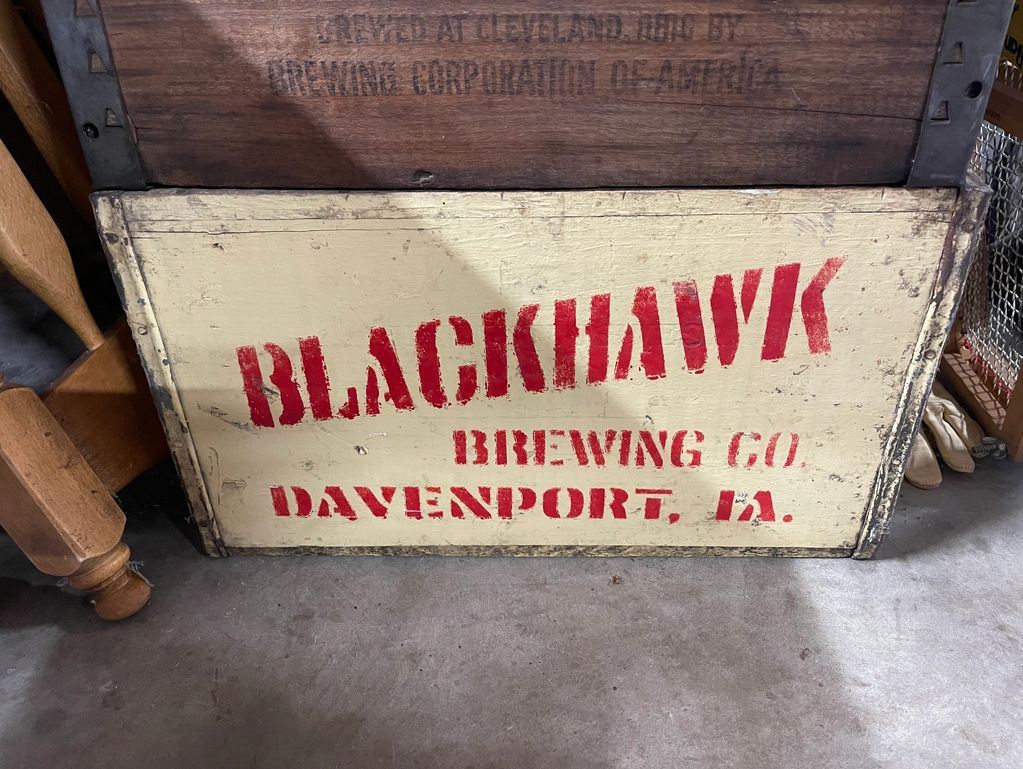 BREWED AT CLEVELAND, OHIO BY
BREWING CORPORATION OF AMERICA
BLACKHAWK
BREWING CO.
DAVENPORT, IA.